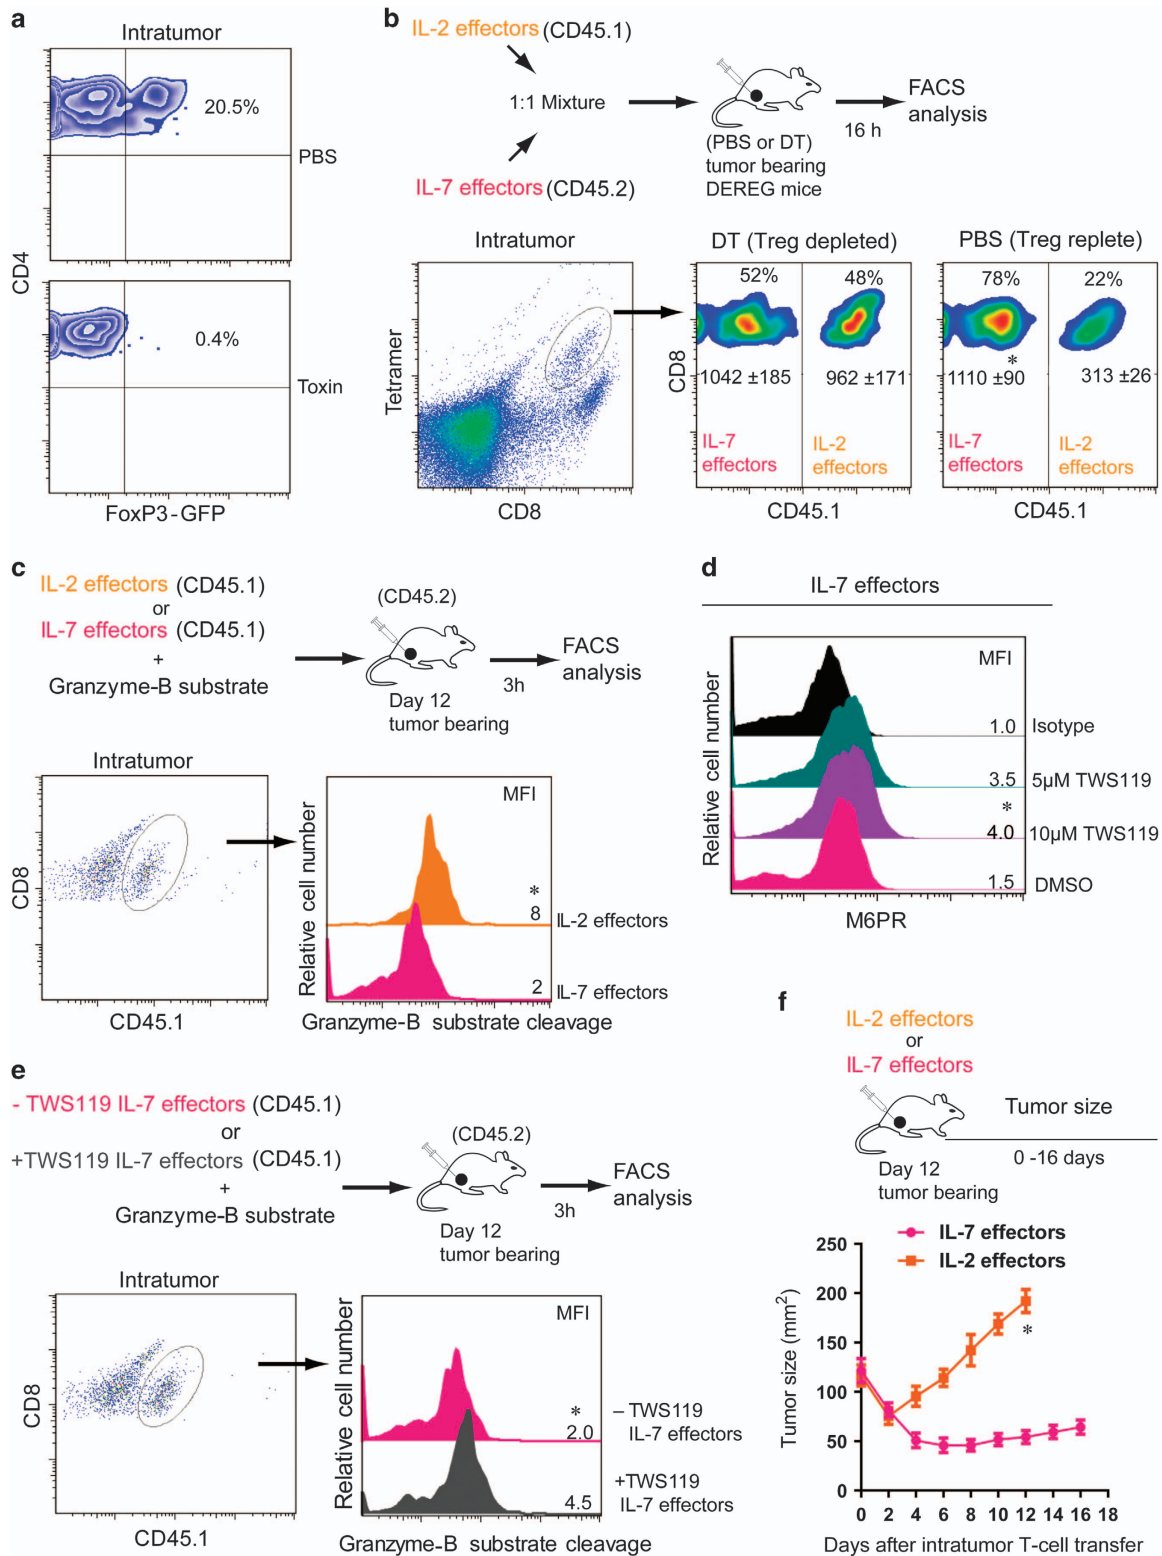 a
Intratumor
20.5%
PBS
CD4
0.4%
Toxin
FoxP3-GFP
b
IL-2 effectors (CD45.1)
1:1 Mixture
IL-7 effectors (CD45.2)
(PBS or DT)
tumor bearing
DEREG mice
16 h
FACS
analysis
Intratumor
Tetramer
CD8
DT (Treg depleted)
52% 48%
CD8
1042 ±185 962 ±171
IL-7
effectors
IL-2
effectors
CD45.1
PBS (Treg replete)
78% 22%
*
1110 ±90 313 ±26
IL-7
effectors
IL-2
effectors
CD45.1
c
IL-2 effectors (CD45.1)
or
IL-7 effectors (CD45.1)
+
Granzyme-B substrate
(CD45.2)
Day 12
tumor bearing
3h
FACS
analysis
Intratumor
CD8
CD45.1
Relative cell number
MFI
*
8
IL-2 effectors
2
IL-7 effectors
Granzyme-B substrate cleavage
d
IL-7 effectors
Relative cell number
MFI
1.0 Isotype
3.5 5µM TWS119
*
4.0 10µM TWS119
1.5 DMSO
M6PR
e
- TWS119 IL-7 effectors (CD45.1)
or
+TWS119 IL-7 effectors (CD45.1)
+
Granzyme-B substrate
(CD45.2)
Day 12
tumor bearing
3h
FACS
analysis
Intratumor
CD8
CD45.1
Relative cell number
MFI
*
2.0
– TWS119
IL-7 effectors
4.5
+TWS119
IL-7 effectors
Granzyme-B substrate cleavage
f
IL-2 effectors
or
IL-7 effectors
Tumor size
0 -16 days
Day 12
tumor bearing
IL-7 effectors
IL-2 effectors
Tumor size (mm²)
250
200
150
100
50
0
*
0 2 4 6 8 10 12 14 16 18
Days after intratumor T-cell transfer